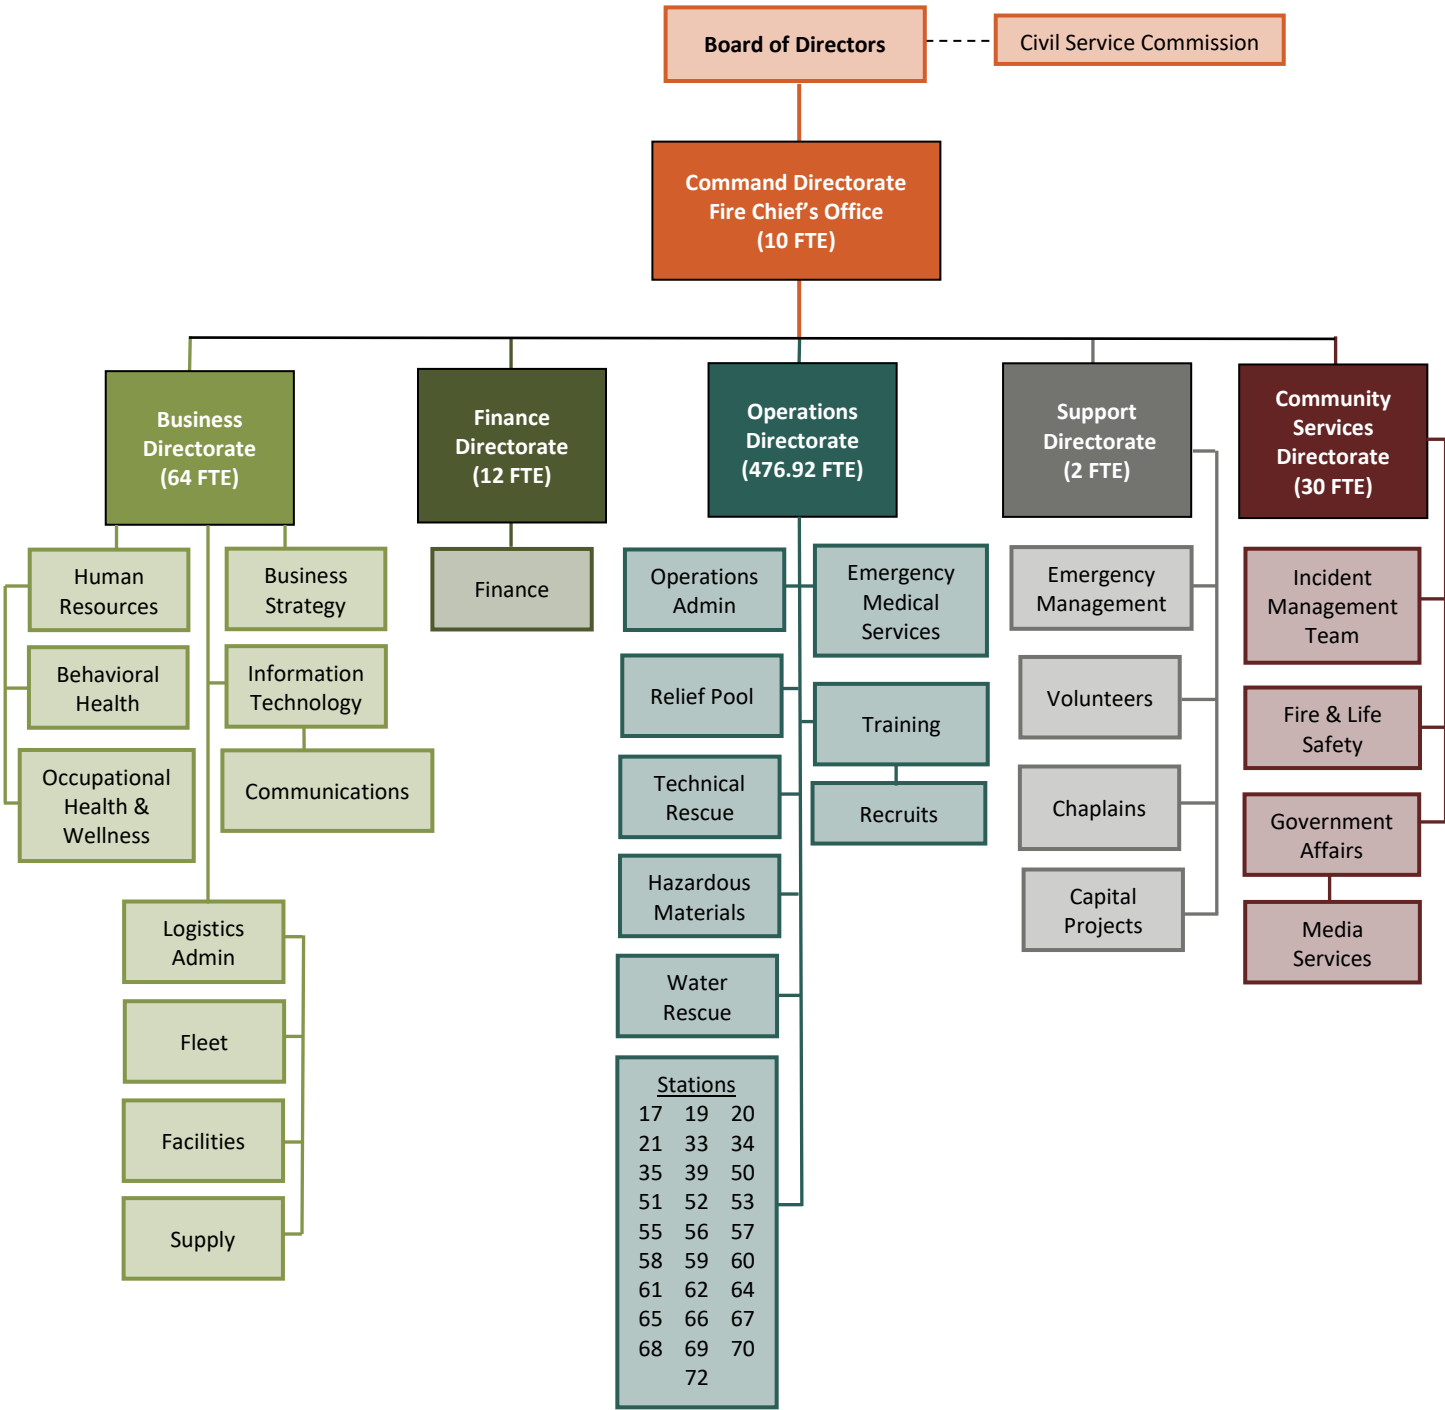 Board of Directors
Civil Service Commission
Command Directorate
Fire Chief’s Office
(10 FTE)
Business
Directorate
(64 FTE)
Finance
Directorate
(12 FTE)
Operations
Directorate
(476.92 FTE)
Support
Directorate
(2 FTE)
Community
Services
Directorate
(30 FTE)
Human
Resources
Business
Strategy
Behavioral
Health
Information
Technology
Occupational
Health &
Wellness
Communications
Logistics
Admin
Fleet
Facilities
Supply
Finance
Operations
Admin
Emergency
Medical
Services
Relief Pool
Training
Technical
Rescue
Recruits
Hazardous
Materials
Water
Rescue
Stations
17 19 20
21 33 34
35 39 50
51 52 53
55 56 57
58 59 60
61 62 64
65 66 67
68 69 70
72
Emergency
Management
Volunteers
Chaplains
Capital
Projects
Incident
Management
Team
Fire & Life
Safety
Government
Affairs
Media
Services